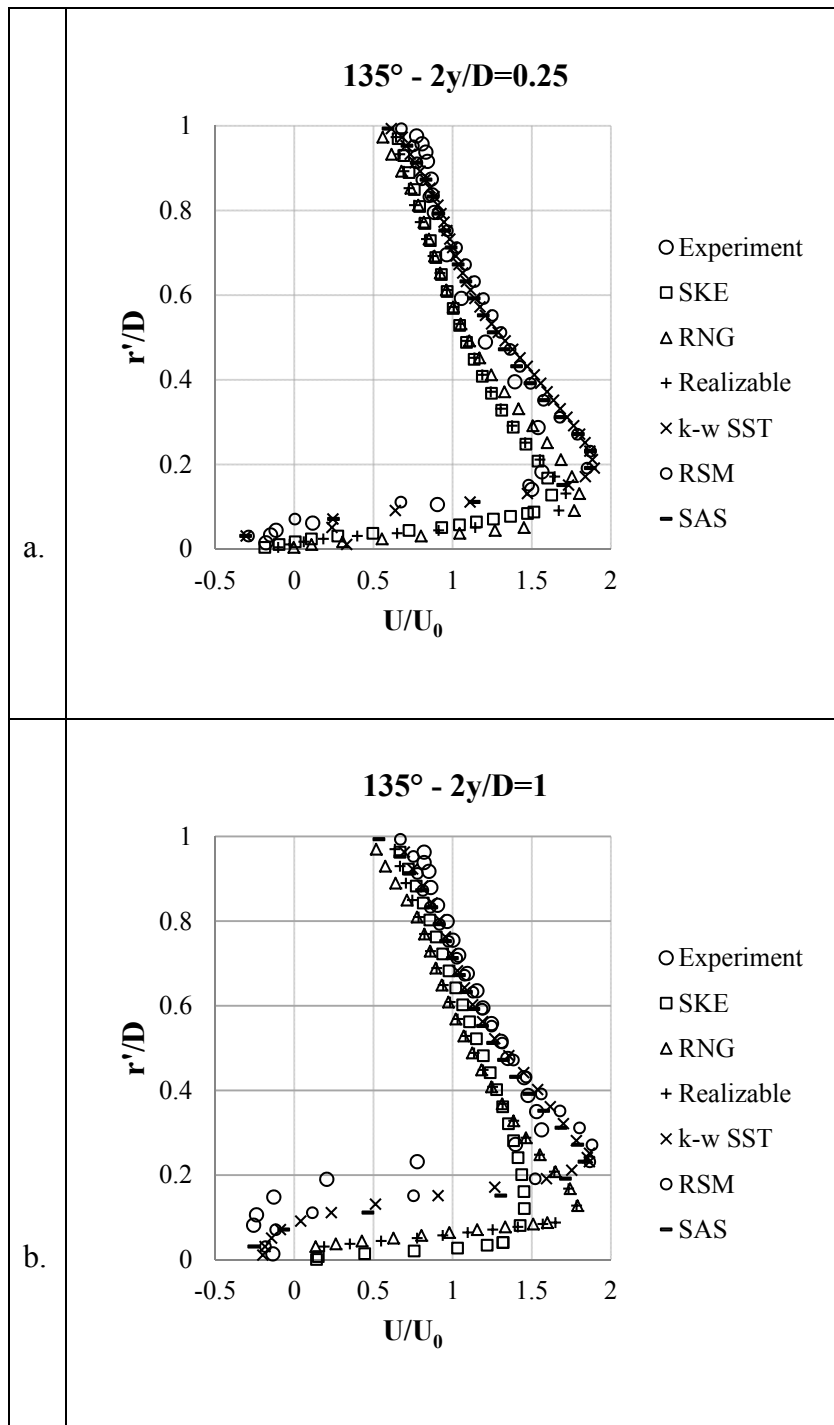 a.
135° - 2y/D=0.25
r'/D
1
0.8
0.6
0.4
0.2
0
-0.5 0 0.5 1 1.5 2
U/U₀
Experiment
SKE
RNG
Realizable
k-w SST
RSM
SAS
b.
135° - 2y/D=1
r'/D
1
0.8
0.6
0.4
0.2
0
-0.5 0 0.5 1 1.5 2
U/U₀
Experiment
SKE
RNG
Realizable
k-w SST
RSM
SAS